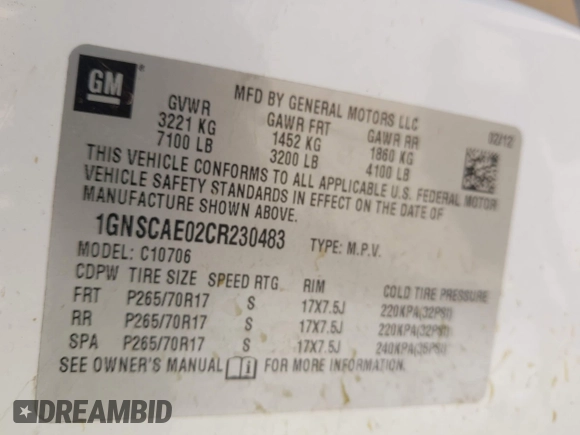 GM
MFD BY GENERAL MOTORS LLC
GVWR GAWR FRT GAWR RR 02/12
3221 KG 1452 KG 1860 KG
7100 LB 3200 LB 4100 LB
THIS VEHICLE CONFORMS TO ALL APPLICABLE U.S. FEDERAL MOTOR
VEHICLE SAFETY STANDARDS IN EFFECT ON THE DATE OF
MANUFACTURE SHOWN ABOVE.
1GNSCAE02CR230483 TYPE: M.P.V.
MODEL: C10706
CDPW TIRE SIZE SPEED RTG RIM COLD TIRE PRESSURE
FRT P265/70R17 S 17X7.5J 220KPA(32PSI)
RR P265/70R17 S 17X7.5J 220KPA(32PSI)
SPA P265/70R17 S 17X7.5J 240KPA(35PSI)
SEE OWNER'S MANUAL i FOR MORE INFORMATION.
DREAMBID